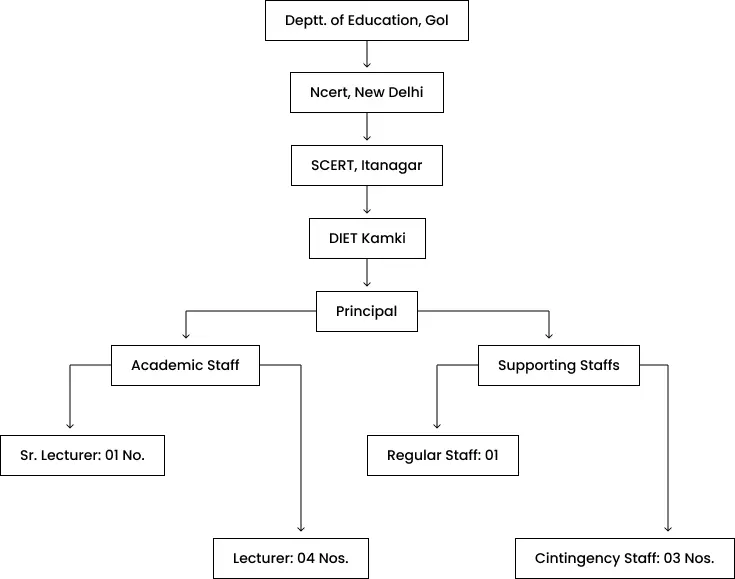 Deptt. of Education, GoI
Ncert, New Delhi
SCERT, Itanagar
DIET Kamki
Principal
Academic Staff
Supporting Staffs
Sr. Lecturer: 01 No.
Regular Staff: 01
Lecturer: 04 Nos.
Cintingency Staff: 03 Nos.